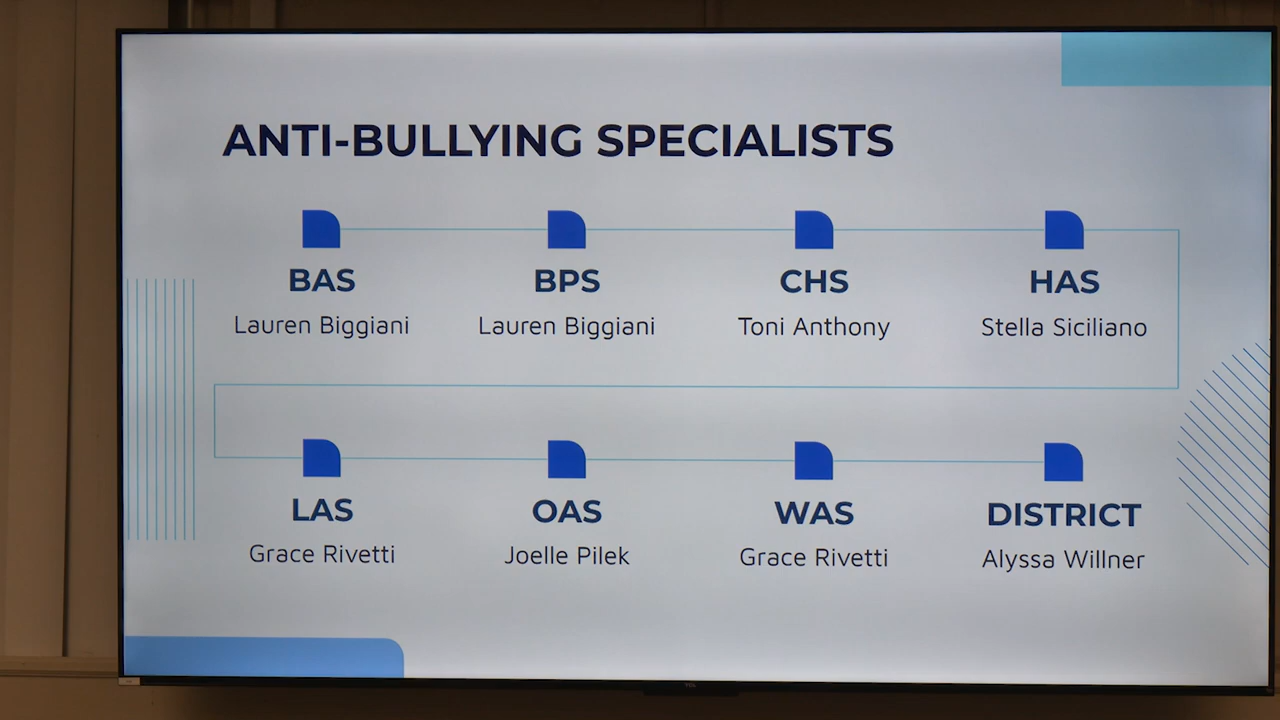 ANTI-BULLYING SPECIALISTS
BAS
Lauren Biggiani
BPS
Lauren Biggiani
CHS
Toni Anthony
HAS
Stella Siciliano
LAS
Grace Rivetti
OAS
Joelle Pilek
WAS
Grace Rivetti
DISTRICT
Alyssa Willner
TCL